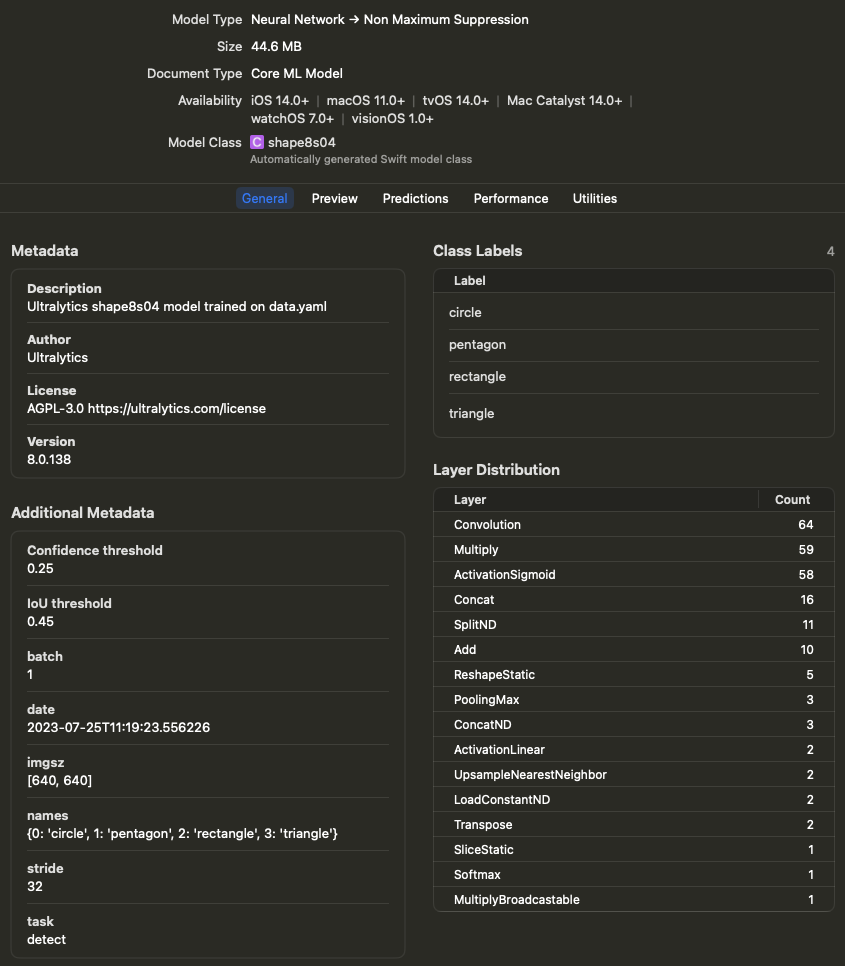 Model Type Neural Network → Non Maximum Suppression
Size 44.6 MB
Document Type Core ML Model
Availability iOS 14.0+ | macOS 11.0+ | tvOS 14.0+ | Mac Catalyst 14.0+ |
watchOS 7.0+ | visionOS 1.0+
Model Class C shape8s04
Automatically generated Swift model class
General Preview Predictions Performance Utilities
Metadata
Description
Ultralytics shape8s04 model trained on data.yaml
Author
Ultralytics
License
AGPL-3.0 https://ultralytics.com/license
Version
8.0.138
Additional Metadata
Confidence threshold
0.25
IoU threshold
0.45
batch
1
date
2023-07-25T11:19:23.556226
imgsz
[640, 640]
names
{0: 'circle', 1: 'pentagon', 2: 'rectangle', 3: 'triangle'}
stride
32
task
detect
Class Labels 4
Label
circle
pentagon
rectangle
triangle
Layer Distribution
Layer Count
Convolution 64
Multiply 59
ActivationSigmoid 58
Concat 16
SplitND 11
Add 10
ReshapeStatic 5
PoolingMax 3
ConcatND 3
ActivationLinear 2
UpsampleNearestNeighbor 2
LoadConstantND 2
Transpose 2
SliceStatic 1
Softmax 1
MultiplyBroadcastable 1